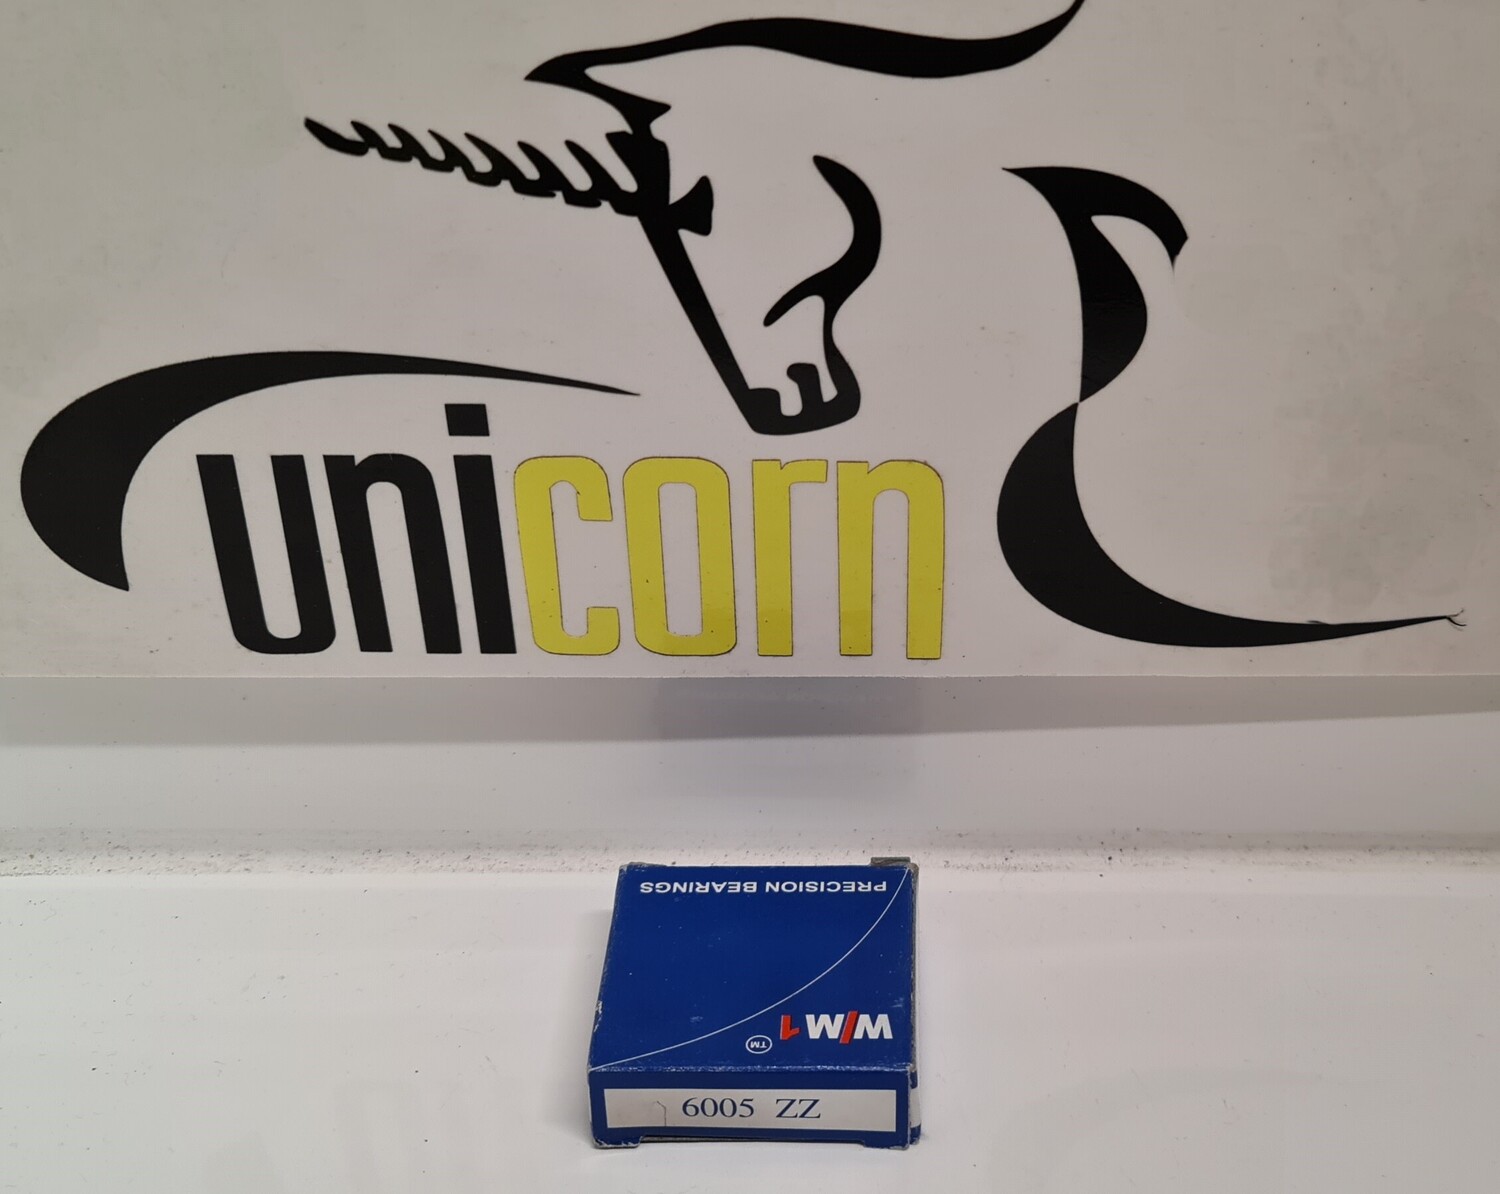 unicorn
PRECISION BEARINGS
W/M1 TM
6005 ZZ